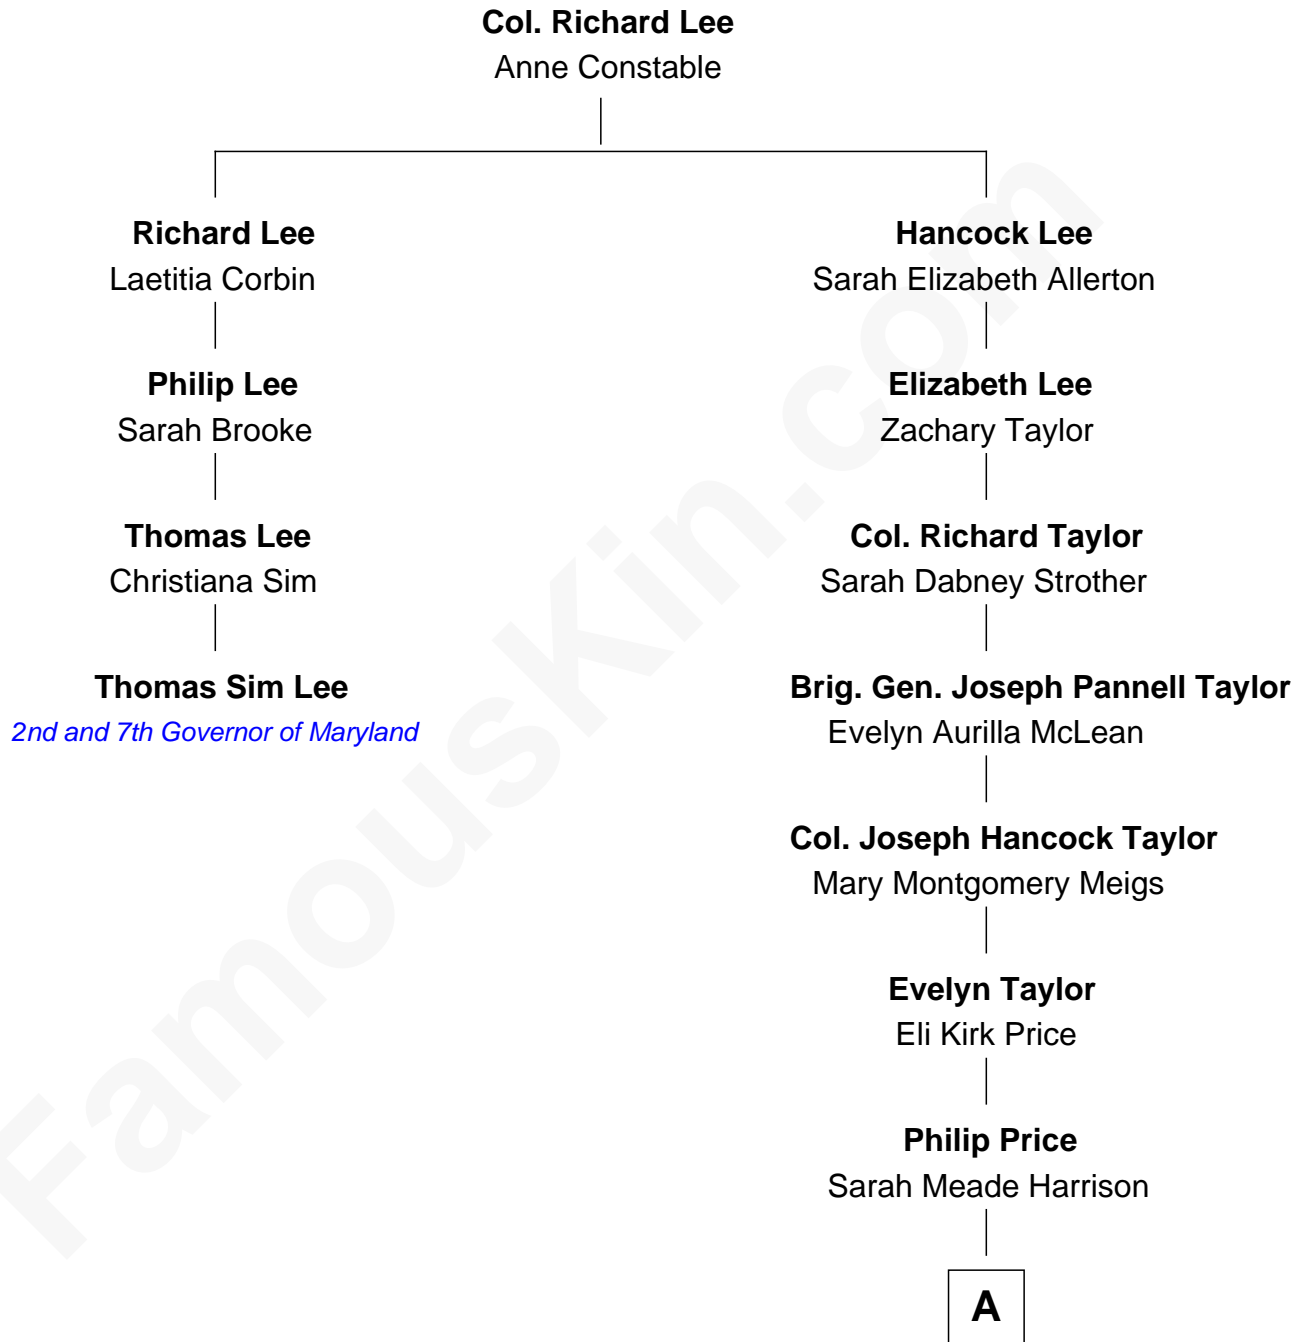 Col. Richard Lee
Anne Constable
Richard Lee
Laetitia Corbin
Hancock Lee
Sarah Elizabeth Allerton
Philip Lee
Sarah Brooke
Elizabeth Lee
Zachary Taylor
Thomas Lee
Christiana Sim
Col. Richard Taylor
Sarah Dabney Strother
Thomas Sim Lee
2nd and 7th Governor of Maryland
Brig. Gen. Joseph Pannell Taylor
Evelyn Aurilla McLean
Col. Joseph Hancock Taylor
Mary Montgomery Meigs
Evelyn Taylor
Eli Kirk Price
Philip Price
Sarah Meade Harrison
A
FamousKin.com